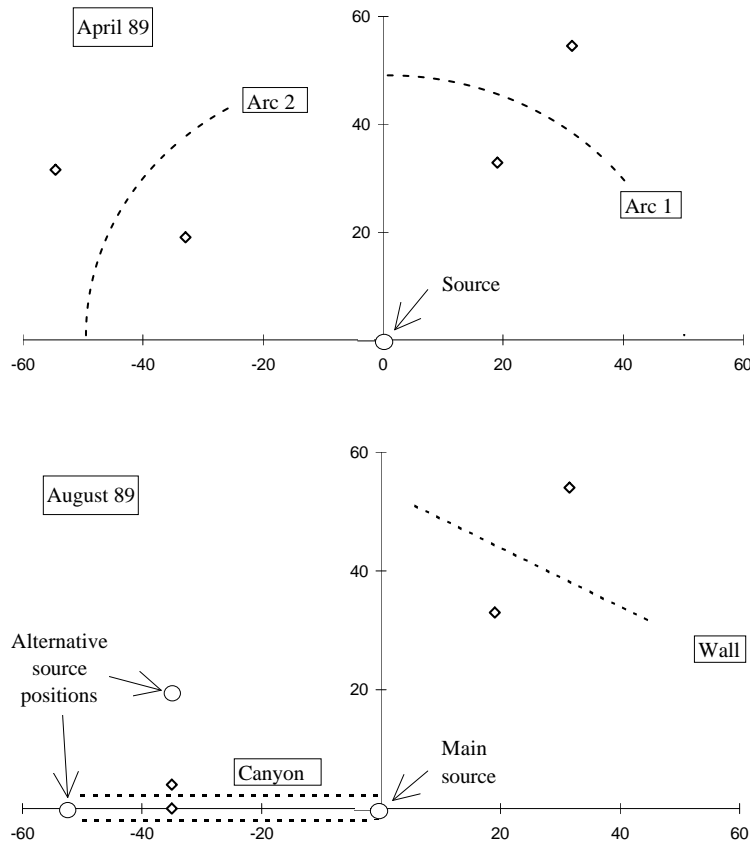 April 89
60
Arc 2
40
Arc 1
20
Source
-60 -40 -20 0 20 40 60
August 89
60
40
Wall
Alternative
source
positions
20
Canyon
Main
source
-60 -40 -20 20 40 60